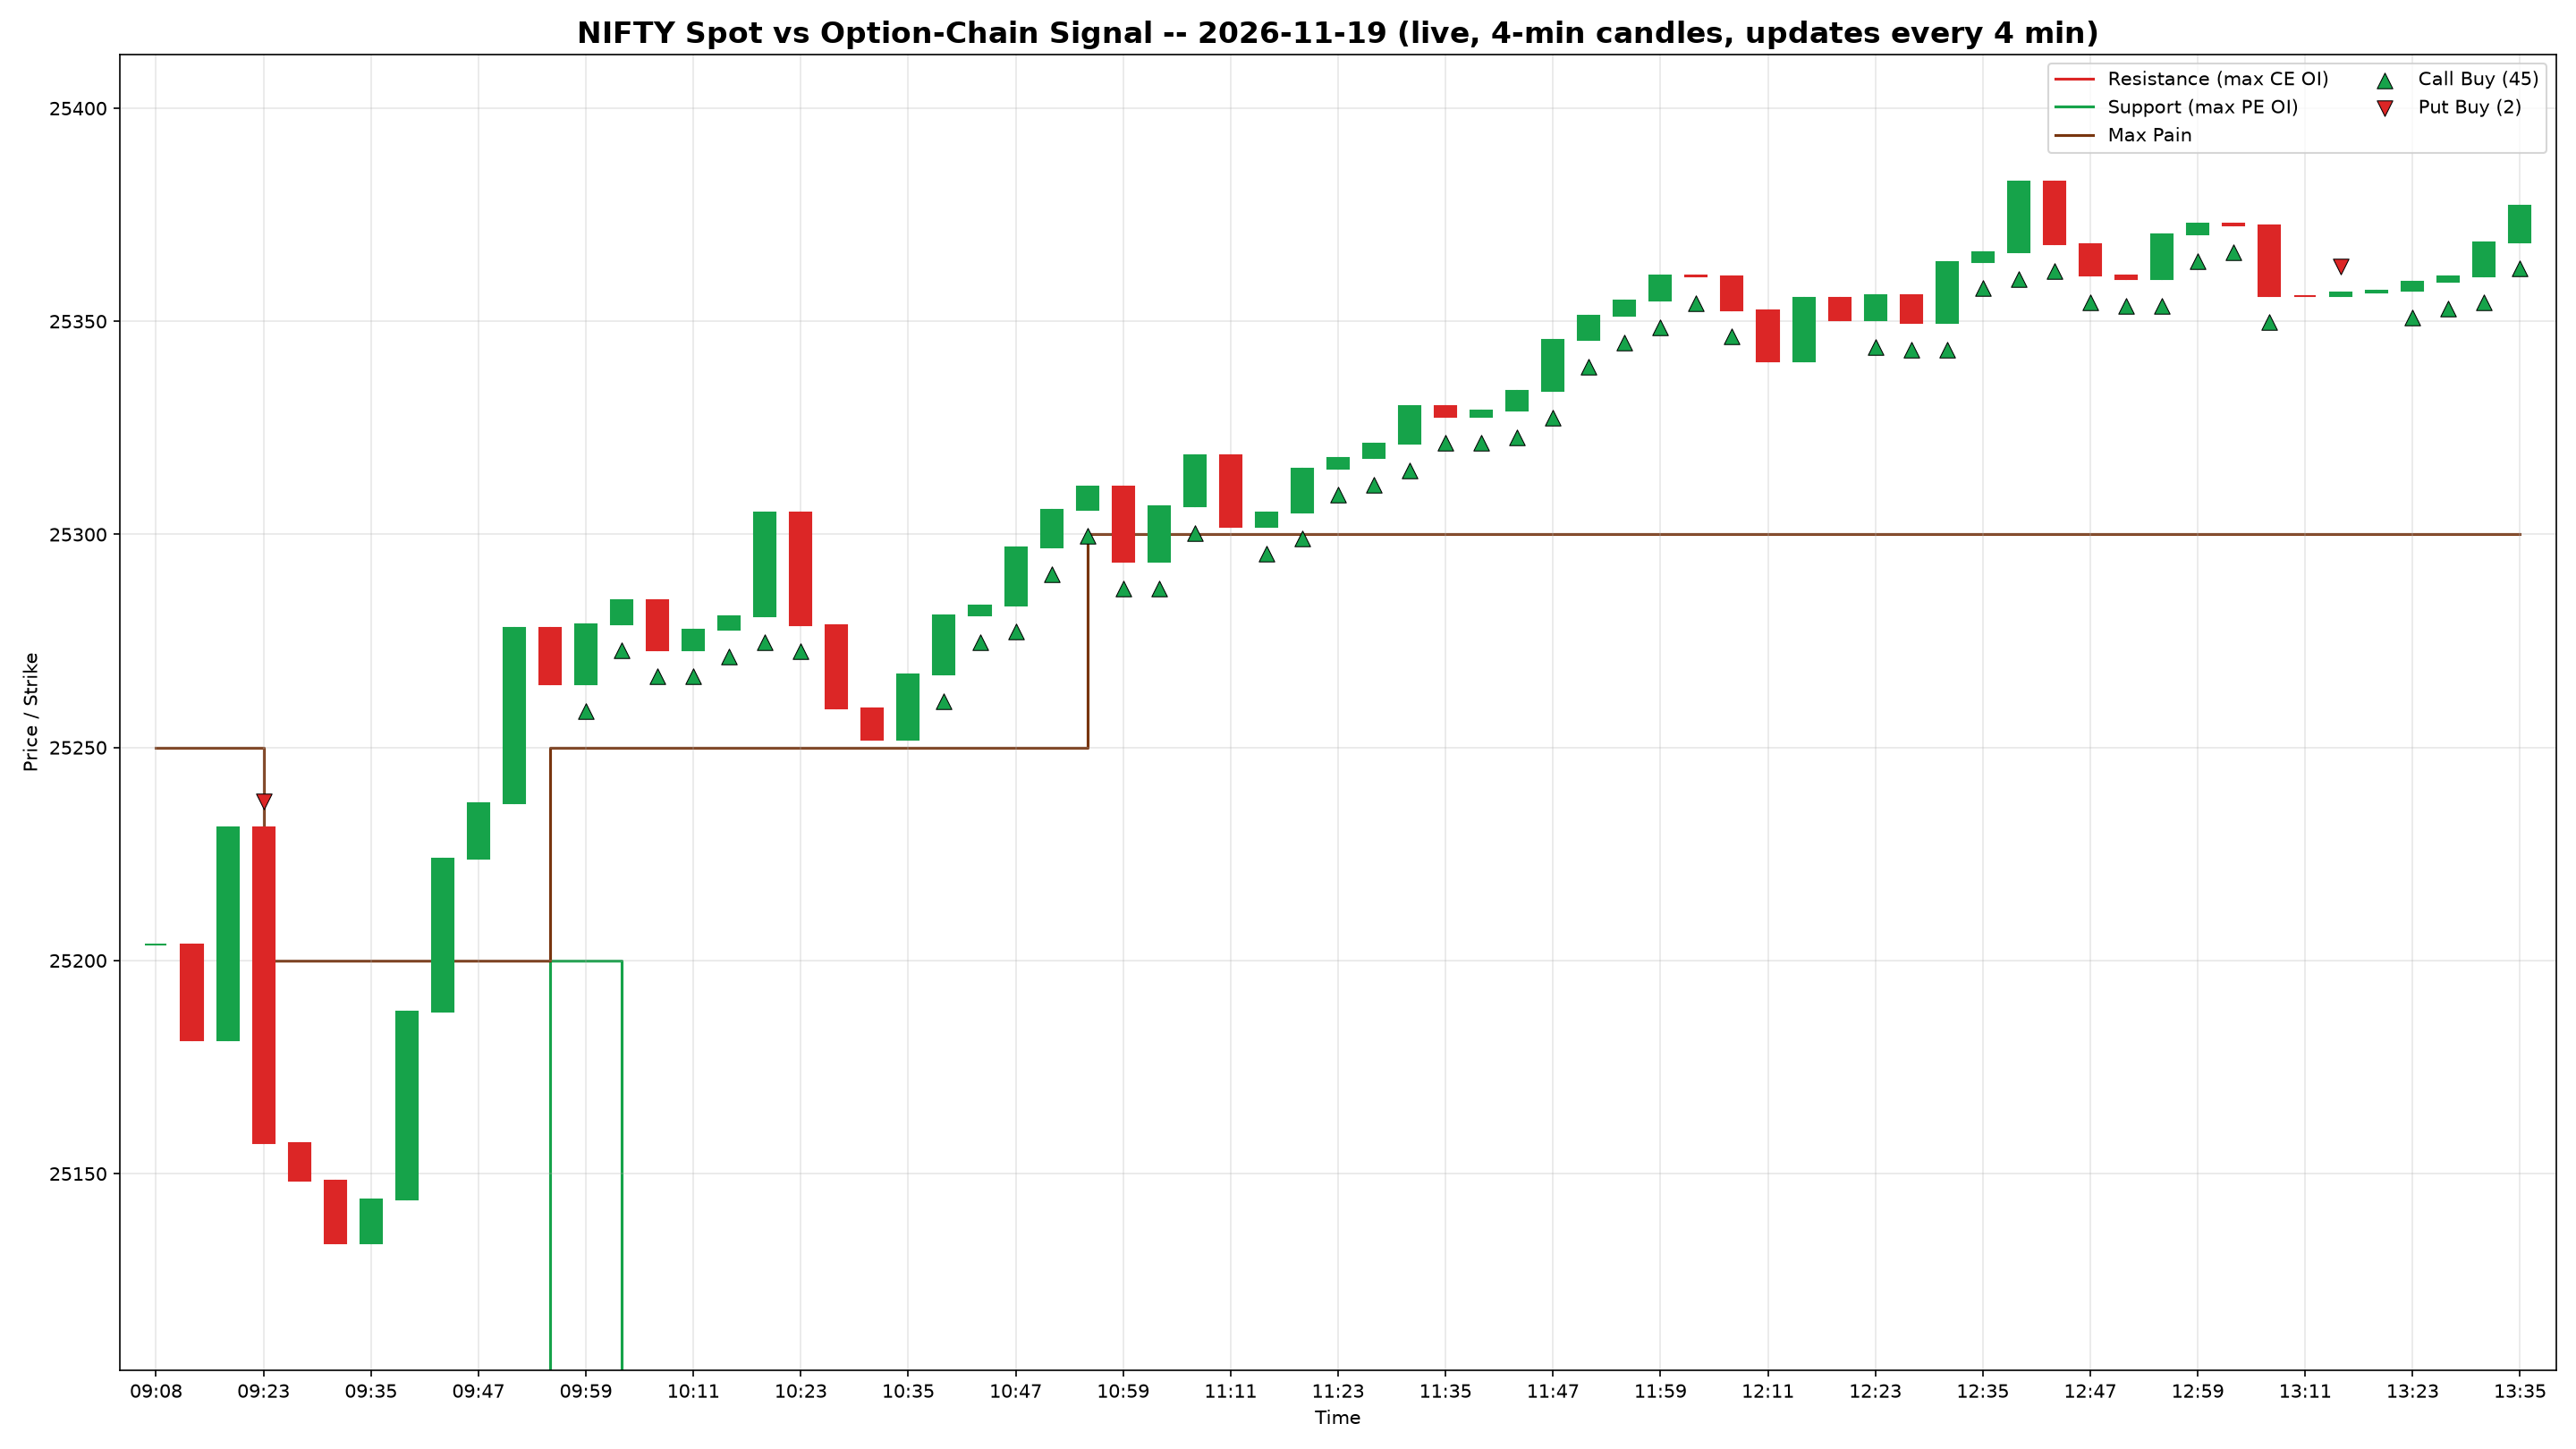 NIFTY Spot vs Option-Chain Signal -- 2026-11-19 (live, 4-min candles, updates every 4 min)
Resistance (max CE OI)
Support (max PE OI)
Max Pain
Call Buy (45)
Put Buy (2)
Price / Strike
25400
25350
25300
25250
25200
25150
09:08 09:23 09:35 09:47 09:59 10:11 10:23 10:35 10:47 10:59 11:11 11:23 11:35 11:47 11:59 12:11 12:23 12:35 12:47 12:59 13:11 13:23 13:35
Time